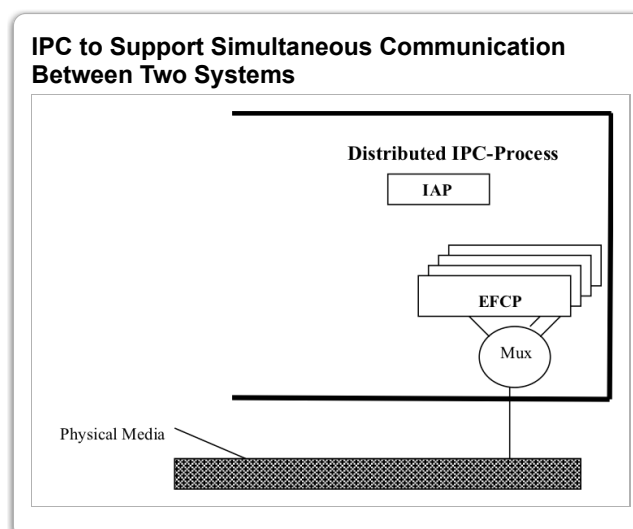 IPC to Support Simultaneous Communication
Between Two Systems
Distributed IPC-Process
IAP
EFCP
Mux
Physical Media